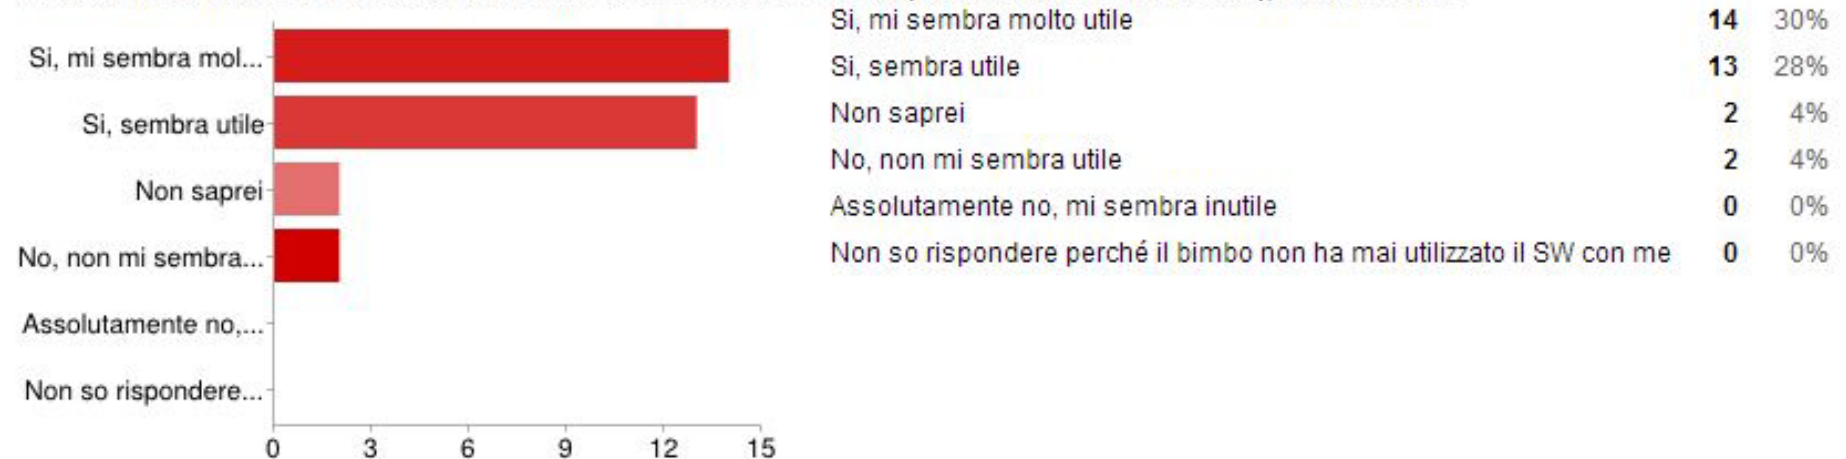 Si, mi sembra mol...
Si, sembra utile
Non saprei
No, non mi sembra...
Assolutamente no,...
Non so rispondere...
0 3 6 9 12 15
Si, mi sembra molto utile 14 30%
Si, sembra utile 13 28%
Non saprei 2 4%
No, non mi sembra utile 2 4%
Assolutamente no, mi sembra inutile 0 0%
Non so rispondere perché il bimbo non ha mai utilizzato il SW con me 0 0%